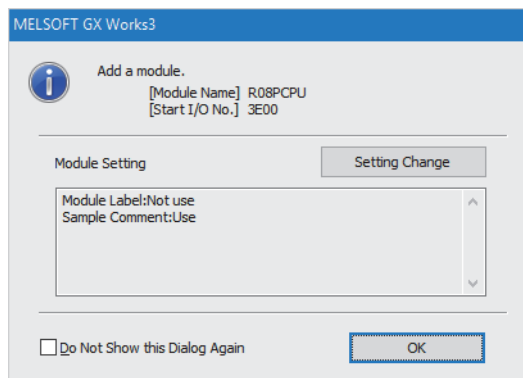 MELSOFT GX Works3
Add a module.
[Module Name] R08PCPU
[Start I/O No.] 3E00
Module Setting
Setting Change
Module Label:Not use
Sample Comment:Use
Do Not Show this Dialog Again
OK